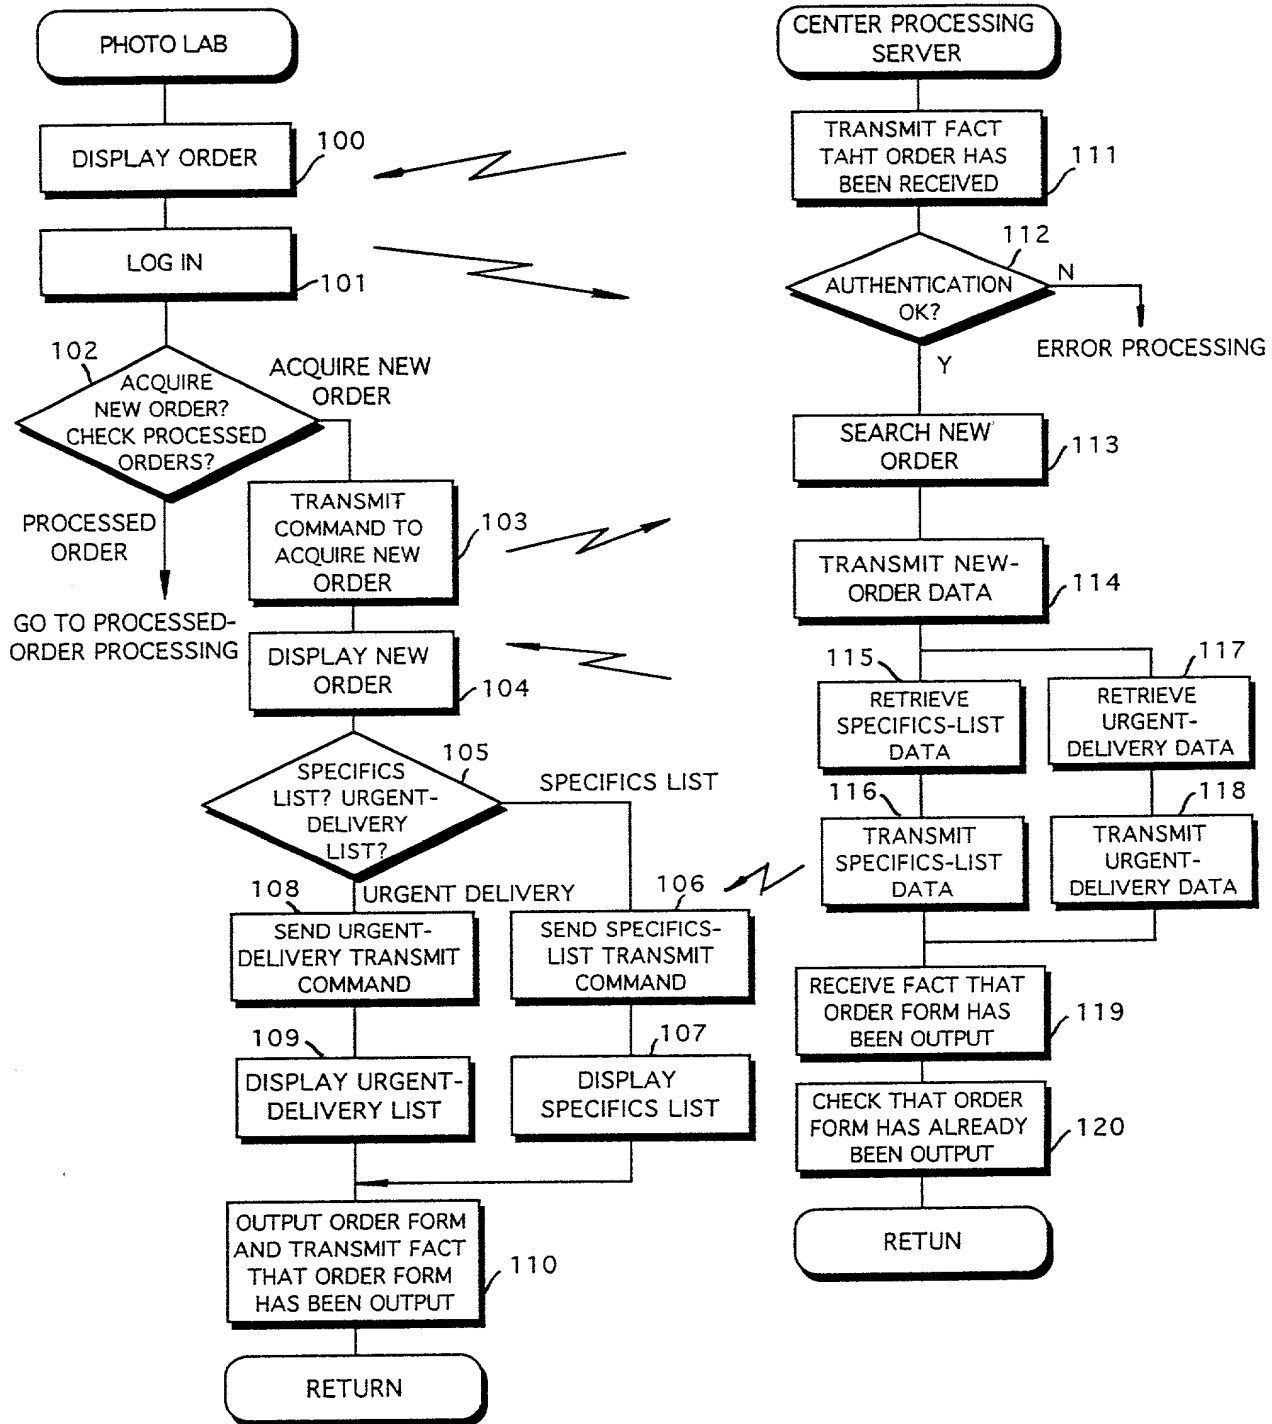 PHOTO LAB
DISPLAY ORDER
100
LOG IN
101
102
ACQUIRE
NEW ORDER?
CHECK PROCESSED
ORDERS?
ACQUIRE NEW
ORDER
PROCESSED
ORDER
GO TO PROCESSED-
ORDER PROCESSING
TRANSMIT
COMMAND TO
ACQUIRE NEW
ORDER
103
DISPLAY NEW
ORDER
104
105
SPECIFICS
LIST? URGENT-
DELIVERY
LIST?
SPECIFICS LIST
URGENT DELIVERY
108
SEND URGENT-
DELIVERY TRANSMIT
COMMAND
106
SEND SPECIFICS-
LIST TRANSMIT
COMMAND
109
DISPLAY URGENT-
DELIVERY LIST
107
DISPLAY
SPECIFICS LIST
OUTPUT ORDER FORM
AND TRANSMIT FACT
THAT ORDER FORM
HAS BEEN OUTPUT
110
RETURN
CENTER PROCESSING
SERVER
TRANSMIT FACT
TAHT ORDER HAS
BEEN RECEIVED
111
112
AUTHENTICATION
OK?
N
ERROR PROCESSING
Y
SEARCH NEW
ORDER
113
TRANSMIT NEW-
ORDER DATA
114
115
RETRIEVE
SPECIFICS-LIST
DATA
117
RETRIEVE
URGENT-
DELIVERY DATA
116
TRANSMIT
SPECIFICS-LIST
DATA
118
TRANSMIT
URGENT-
DELIVERY DATA
RECEIVE FACT THAT
ORDER FORM HAS
BEEN OUTPUT
119
CHECK THAT ORDER
FORM HAS ALREADY
BEEN OUTPUT
120
RETUN